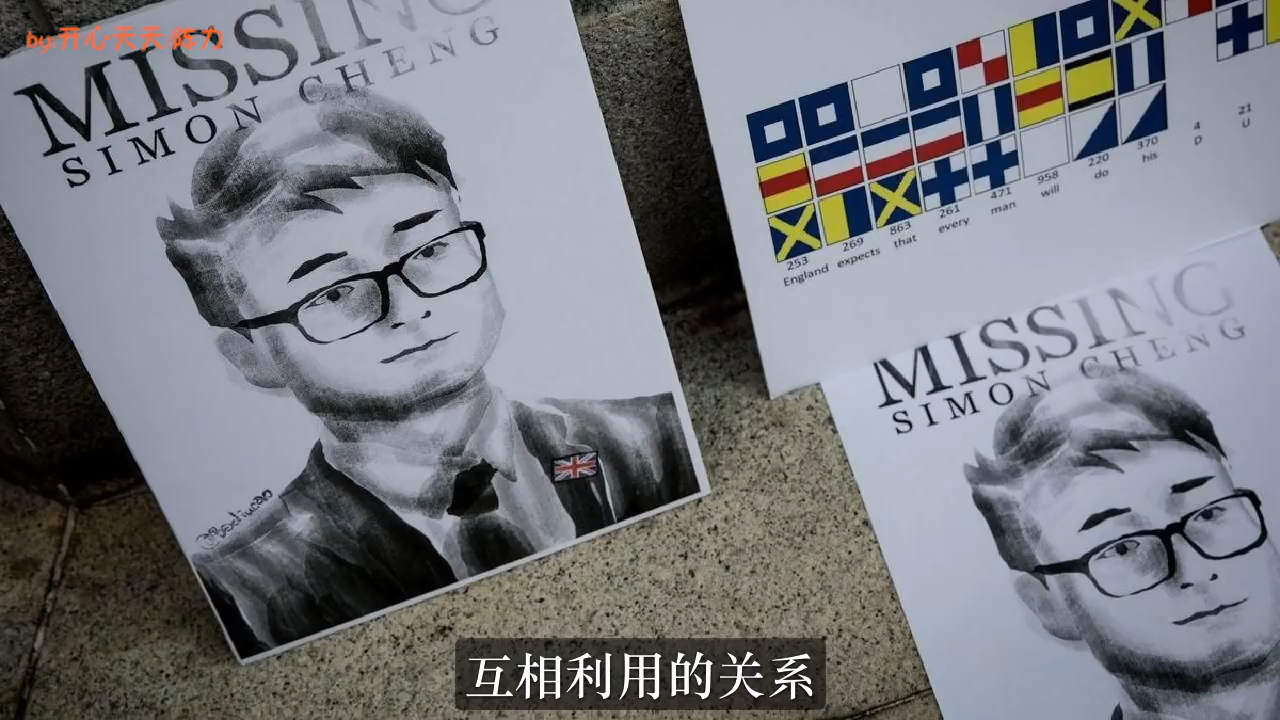 by:开心天天.阵力
MISSING
SIMON CHENG
@Badiucao
253 269 863 261 471 958 220 370 4 21
England expects that every man will do his D U
MISSING
SIMON CHENG
互相利用的关系